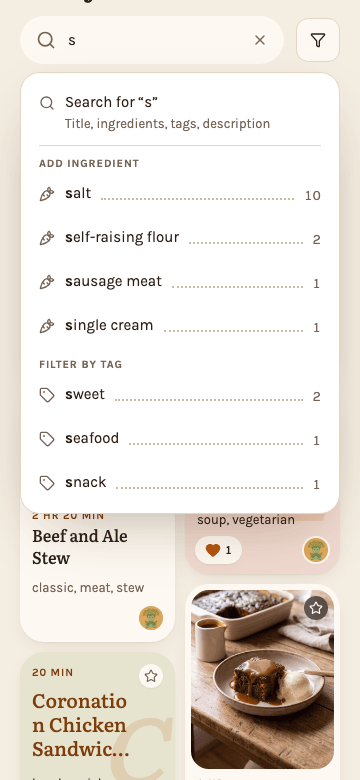 s
Search for “s”
Title, ingredients, tags, description
ADD INGREDIENT
salt 10
self-raising flour 2
sausage meat 1
single cream 1
FILTER BY TAG
sweet 2
seafood 1
snack 1
2 HR 20 MIN
Beef and Ale
Stew
classic, meat, stew
soup, vegetarian
1
20 MIN
Coronatio
n Chicken
Sandwic...
C